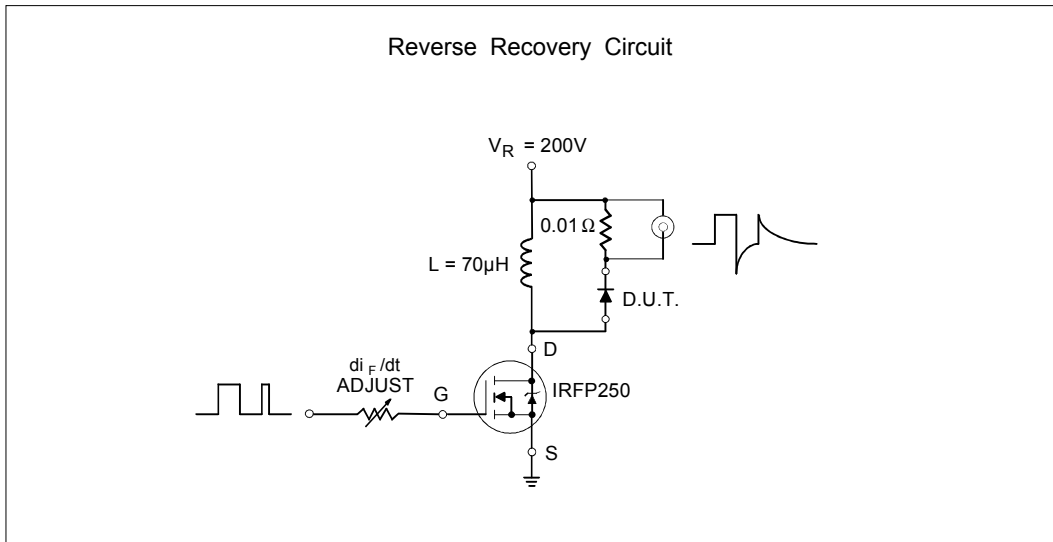 Reverse Recovery Circuit
V_R = 200V
0.01 Ω
L = 70µH
D.U.T.
D
di_F/dt
ADJUST
G
IRFP250
S